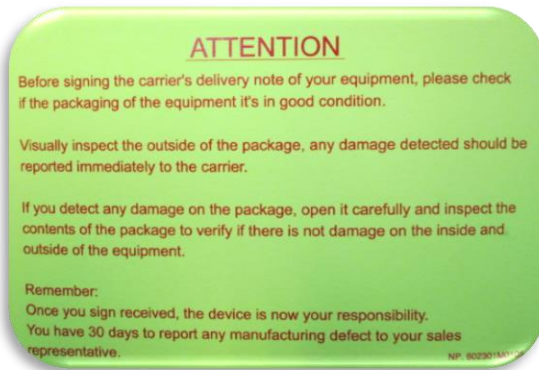 ATTENTION
Before signing the carrier's delivery note of your equipment, please check
if the packaging of the equipment it's in good condition.
Visually inspect the outside of the package, any damage detected should be
reported immediately to the carrier.
If you detect any damage on the package, open it carefully and inspect the
contents of the package to verify if there is not damage on the inside and
outside of the equipment.
Remember:
Once you sign received, the device is now your responsibility.
You have 30 days to report any manufacturing defect to your sales
representative.
NP.